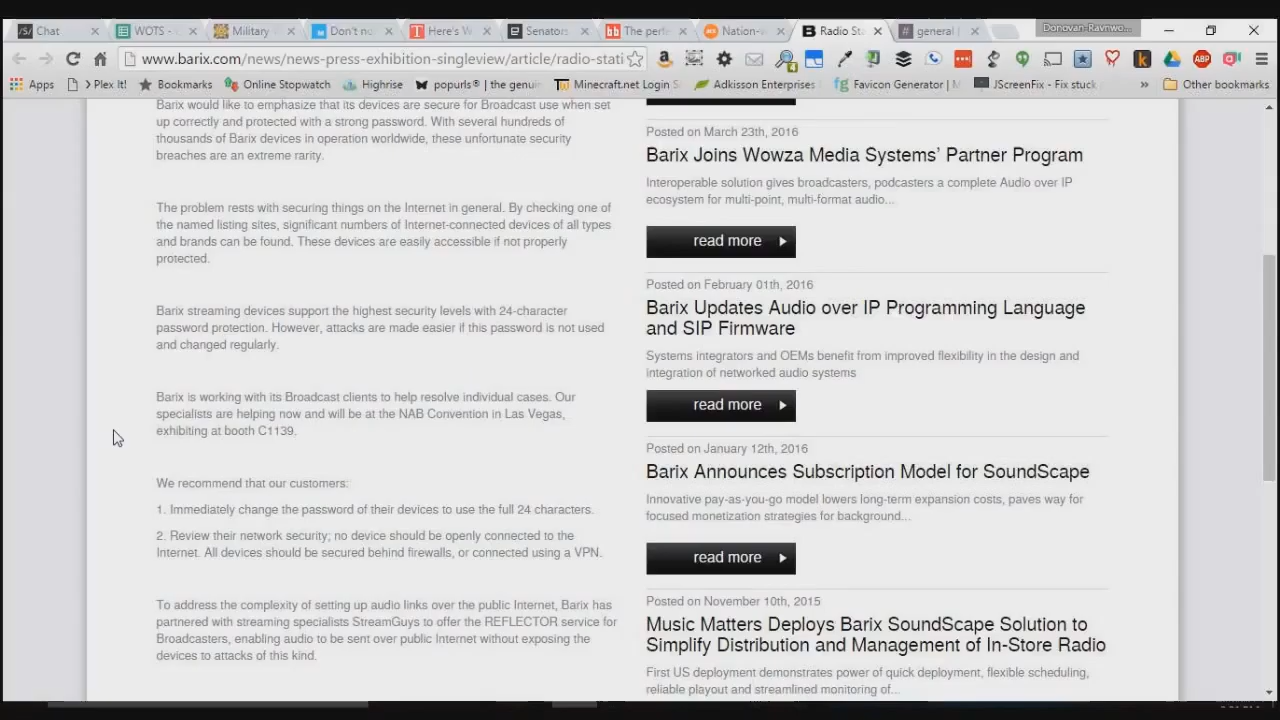 Chat
WOTS -
Military
Don't no
Here's W
Senators
The perf
Nation-w
Radio St
general
Donovan-Ravnwo...
www.barix.com/news/news-press-exhibition-singleview/article/radio-stat
Apps
Plex It!
Bookmarks
Online Stopwatch
Highrise
popurls® | the genuin
Minecraft.net Login S
Adkisson Enterprises
Favicon Generator | M
JScreenFix - Fix stuck
»
Other bookmarks
Barix would like to emphasize that its devices are secure for Broadcast use when set
up correctly and protected with a strong password. With several hundreds of
thousands of Barix devices in operation worldwide, these unfortunate security
breaches are an extreme rarity.
The problem rests with securing things on the Internet in general. By checking one of
the named listing sites, significant numbers of Internet-connected devices of all types
and brands can be found. These devices are easily accessible if not properly
protected.
Barix streaming devices support the highest security levels with 24-character
password protection. However, attacks are made easier if this password is not used
and changed regularly.
Barix is working with its Broadcast clients to help resolve individual cases. Our
specialists are helping now and will be at the NAB Convention in Las Vegas,
exhibiting at booth C1139.
We recommend that our customers:
1. Immediately change the password of their devices to use the full 24 characters.
2. Review their network security; no device should be openly connected to the
Internet. All devices should be secured behind firewalls, or connected using a VPN.
To address the complexity of setting up audio links over the public Internet, Barix has
partnered with streaming specialists StreamGuys to offer the REFLECTOR service for
Broadcasters, enabling audio to be sent over public Internet without exposing the
devices to attacks of this kind.
Posted on March 23th, 2016
Barix Joins Wowza Media Systems' Partner Program
Interoperable solution gives broadcasters, podcasters a complete Audio over IP
ecosystem for multi-point, multi-format audio...
read more
Posted on February 01th, 2016
Barix Updates Audio over IP Programming Language
and SIP Firmware
Systems integrators and OEMs benefit from improved flexibility in the design and
integration of networked audio systems
read more
Posted on January 12th, 2016
Barix Announces Subscription Model for SoundScape
Innovative pay-as-you-go model lowers long-term expansion costs, paves way for
focused monetization strategies for background...
read more
Posted on November 10th, 2015
Music Matters Deploys Barix SoundScape Solution to
Simplify Distribution and Management of In-Store Radio
First US deployment demonstrates power of quick deployment, flexible scheduling,
reliable playout and streamlined monitoring of...